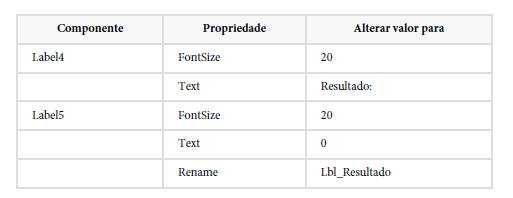 Componente Propriedade Alterar valor para
Label4 FontSize 20
Text Resultado:
Label5 FontSize 20
Text 0
Rename Lbl_Resultado